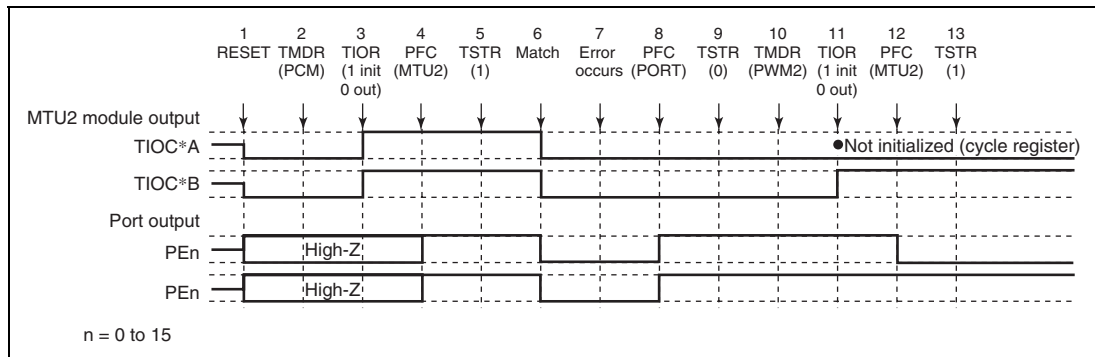 1 2 3 4 5 6 7 8 9 10 11 12 13
RESET TMDR TIOR PFC TSTR Match Error PFC TSTR TMDR TIOR PFC TSTR
(PCM) (1 init (MTU2) (1) occurs (PORT) (0) (PWM2) (1 init (MTU2) (1)
0 out) 0 out)
MTU2 module output
TIOC*A ●Not initialized (cycle register)
TIOC*B
Port output
PEn High-Z
PEn High-Z
n = 0 to 15